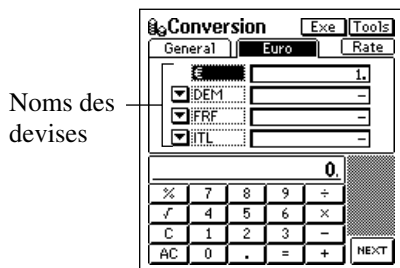 Conversion Exe Tools
General Euro Rate
€ 1.
DEM –
FRF –
ITL –
Noms des
devises
0.
% 7 8 9 ÷
√ 4 5 6 ×
C 1 2 3 –
AC 0 . = + NEXT